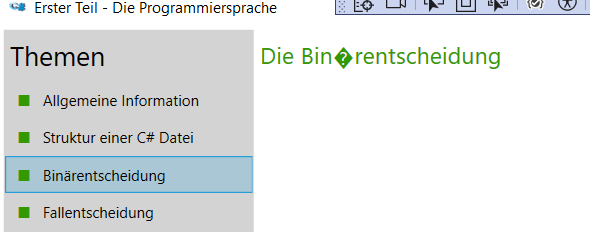 Erster Teil - Die Programmiersprache
Themen
Die Bin�rentscheidung
Allgemeine Information
Struktur einer C# Datei
Binärentscheidung
Fallentscheidung